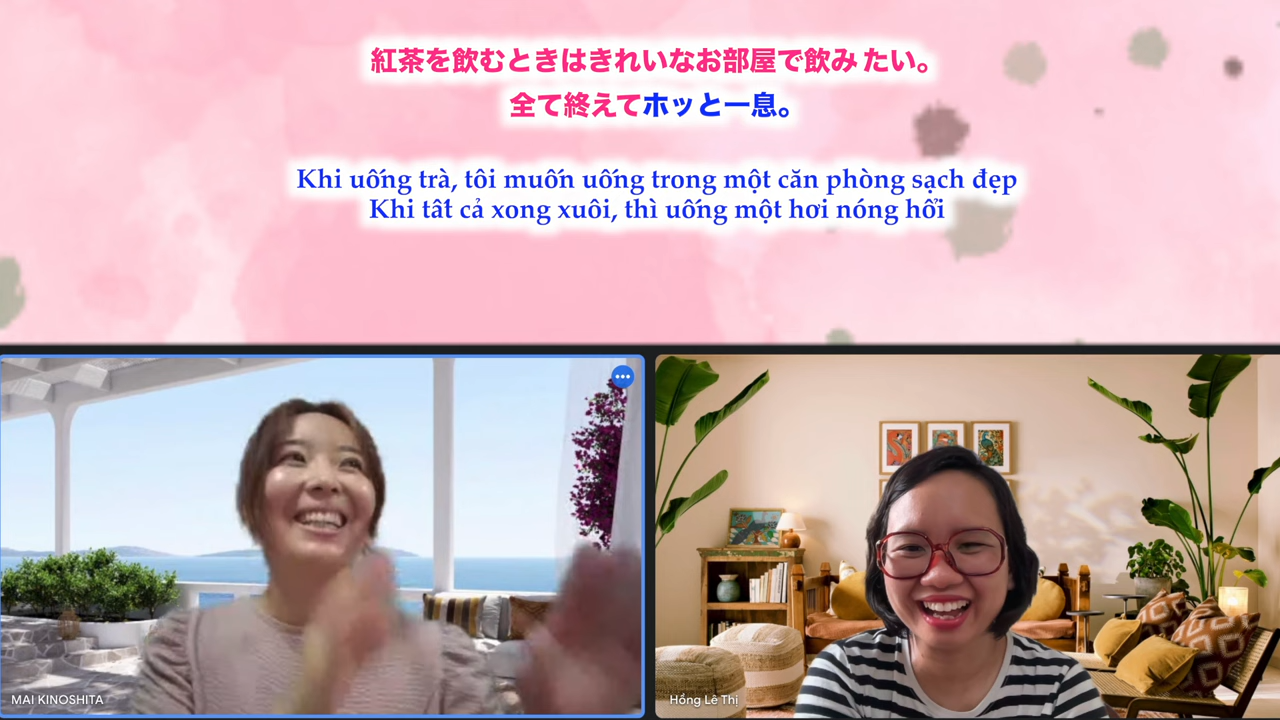 紅茶を飲むときはきれいなお部屋で飲みたい。
全て終えてホッと一息。
Khi uống trà, tôi muốn uống trong một căn phòng sạch đẹp
Khi tất cả xong xuôi, thì uống một hơi nóng hổi
MAI KINOSHITA
Hồng Lê Thị